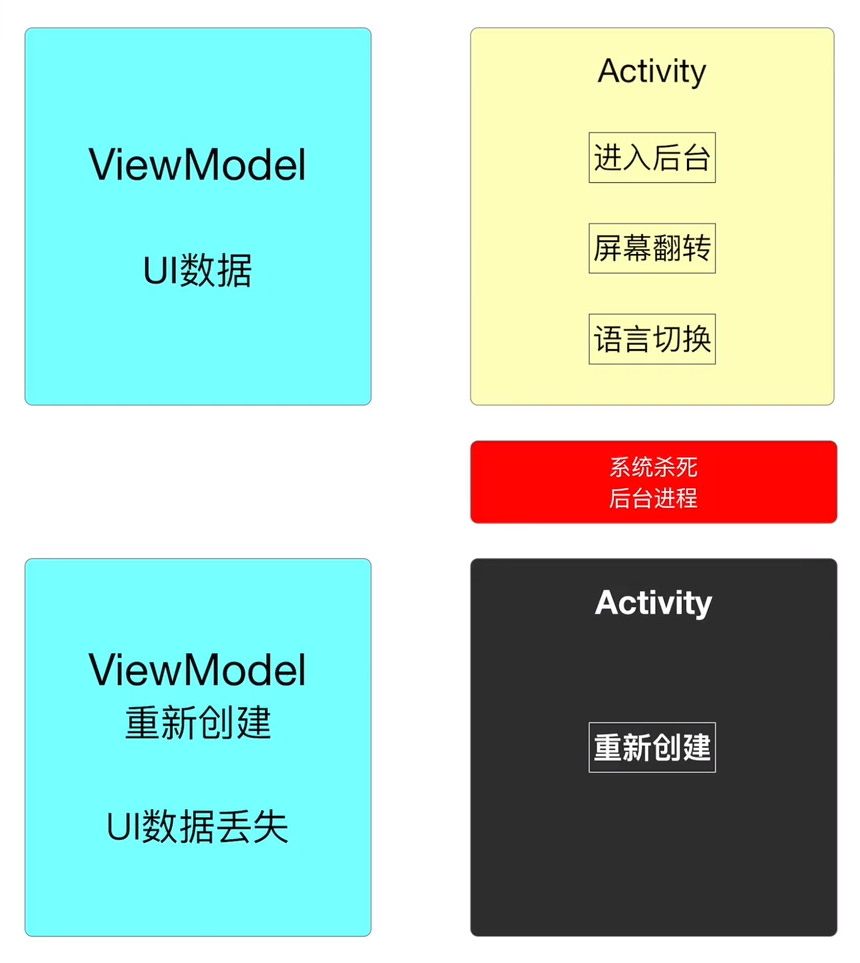 ViewModel
UI数据
Activity
进入后台
屏幕翻转
语言切换
系统杀死
后台进程
ViewModel
重新创建
UI数据丢失
Activity
重新创建